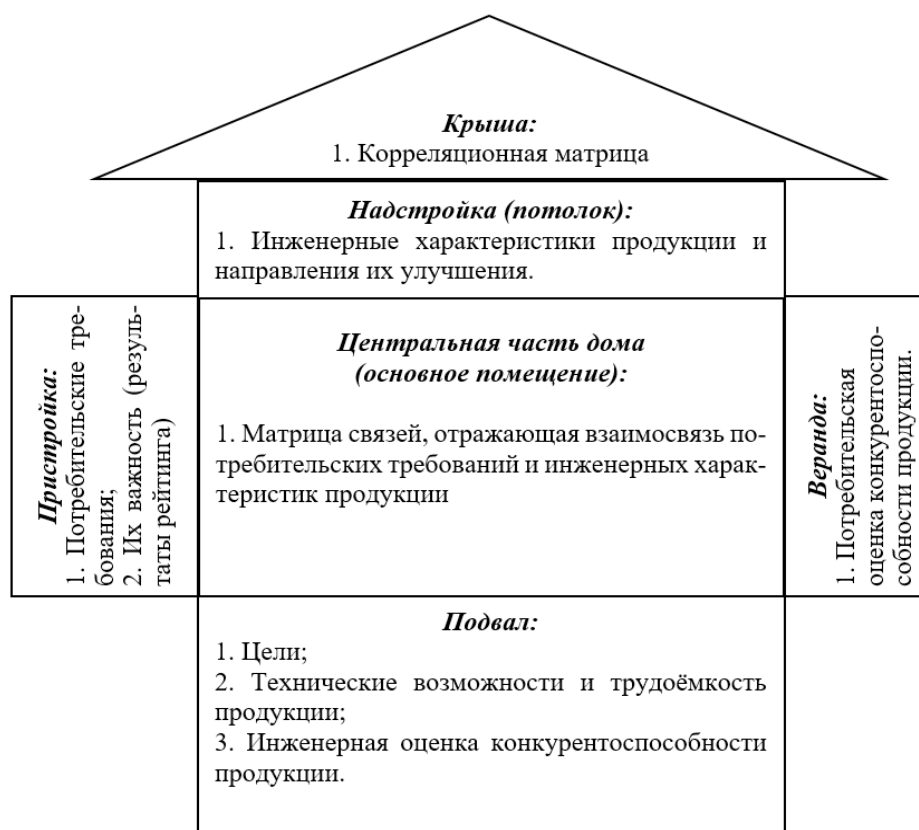 Крыша:
1. Корреляционная матрица
Надстройка (потолок):
1. Инженерные характеристики продукции и
направления их улучшения.
Пристройка:
1. Потребительские тре-
бования;
2. Их важность (резуль-
таты рейтинга)
Центральная часть дома
(основное помещение):
1. Матрица связей, отражающая взаимосвязь по-
требительских требований и инженерных харак-
теристик продукции
Веранда:
1. Потребительская
оценка конкурентоспо-
собности продукции.
Подвал:
1. Цели;
2. Технические возможности и трудоёмкость
продукции;
3. Инженерная оценка конкурентоспособности
продукции.